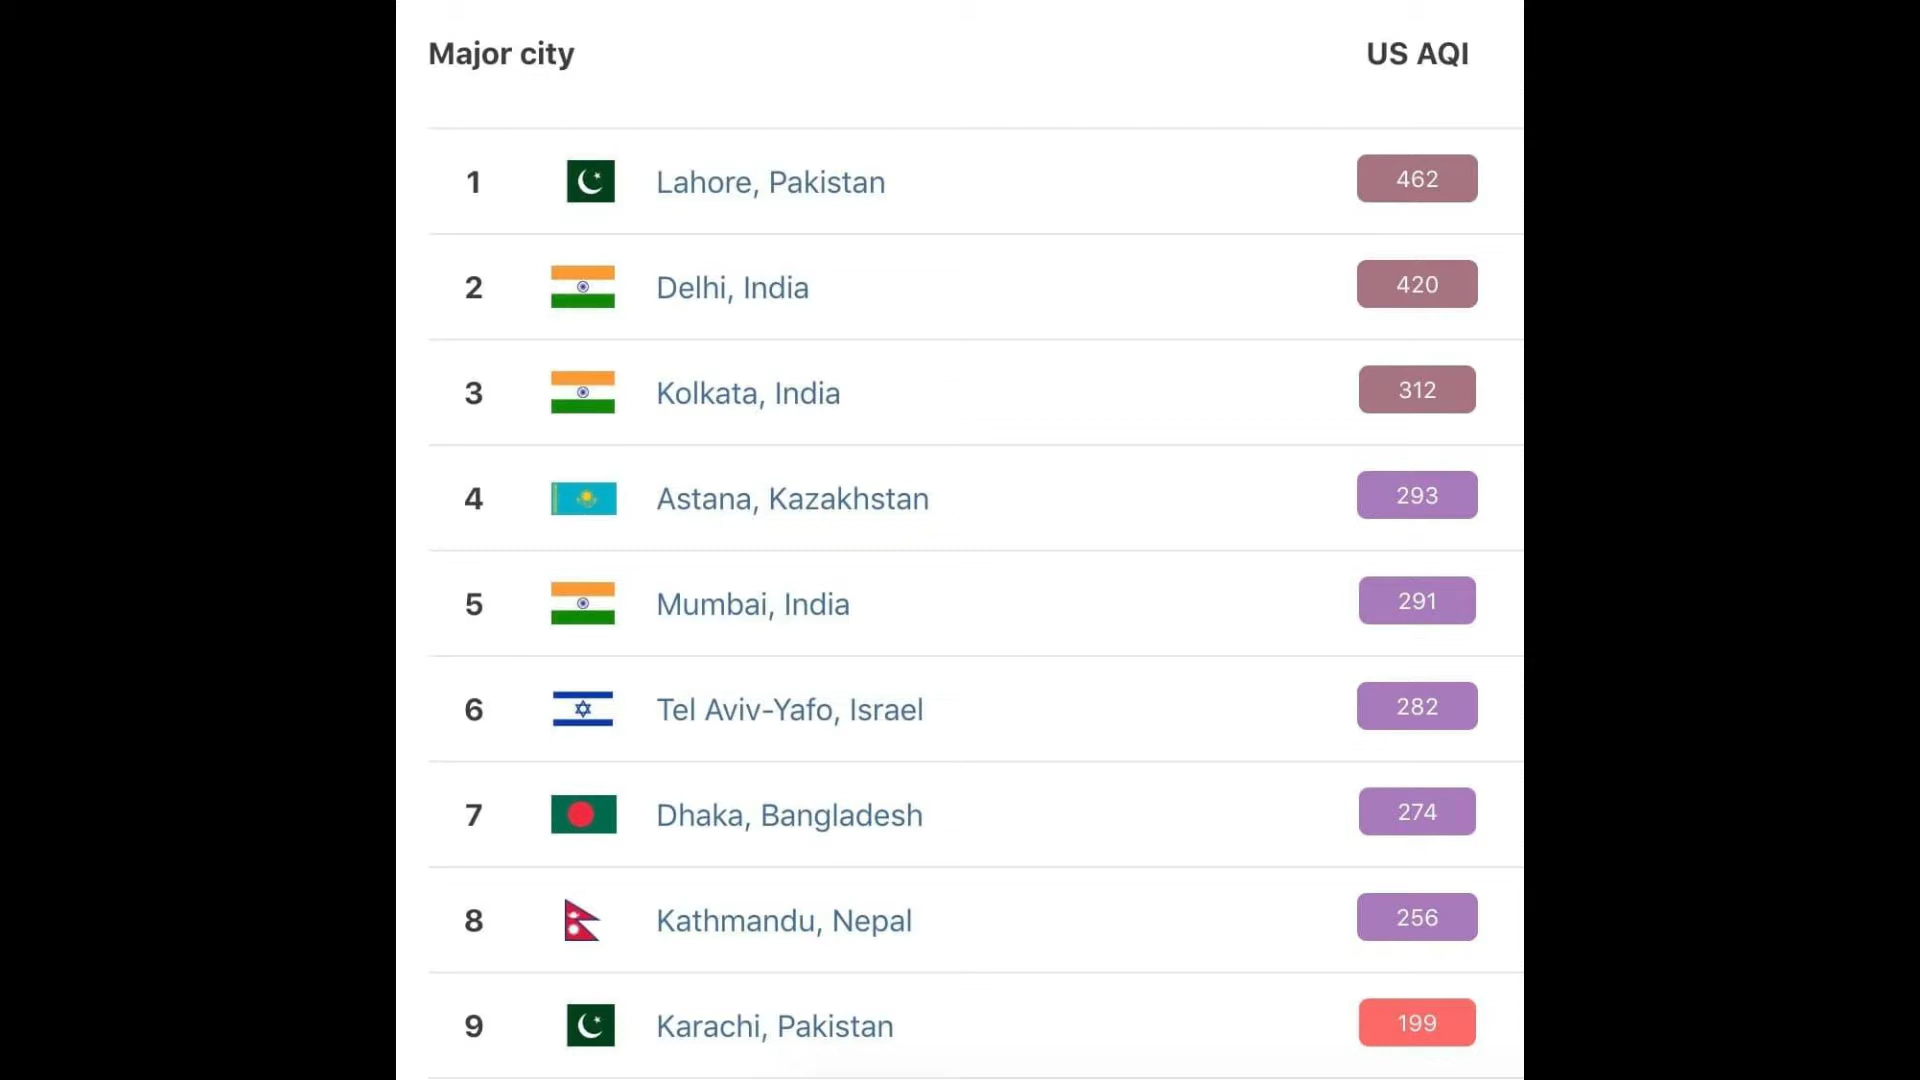 Major city US AQI
1 Lahore, Pakistan 462
2 Delhi, India 420
3 Kolkata, India 312
4 Astana, Kazakhstan 293
5 Mumbai, India 291
6 Tel Aviv-Yafo, Israel 282
7 Dhaka, Bangladesh 274
8 Kathmandu, Nepal 256
9 Karachi, Pakistan 199